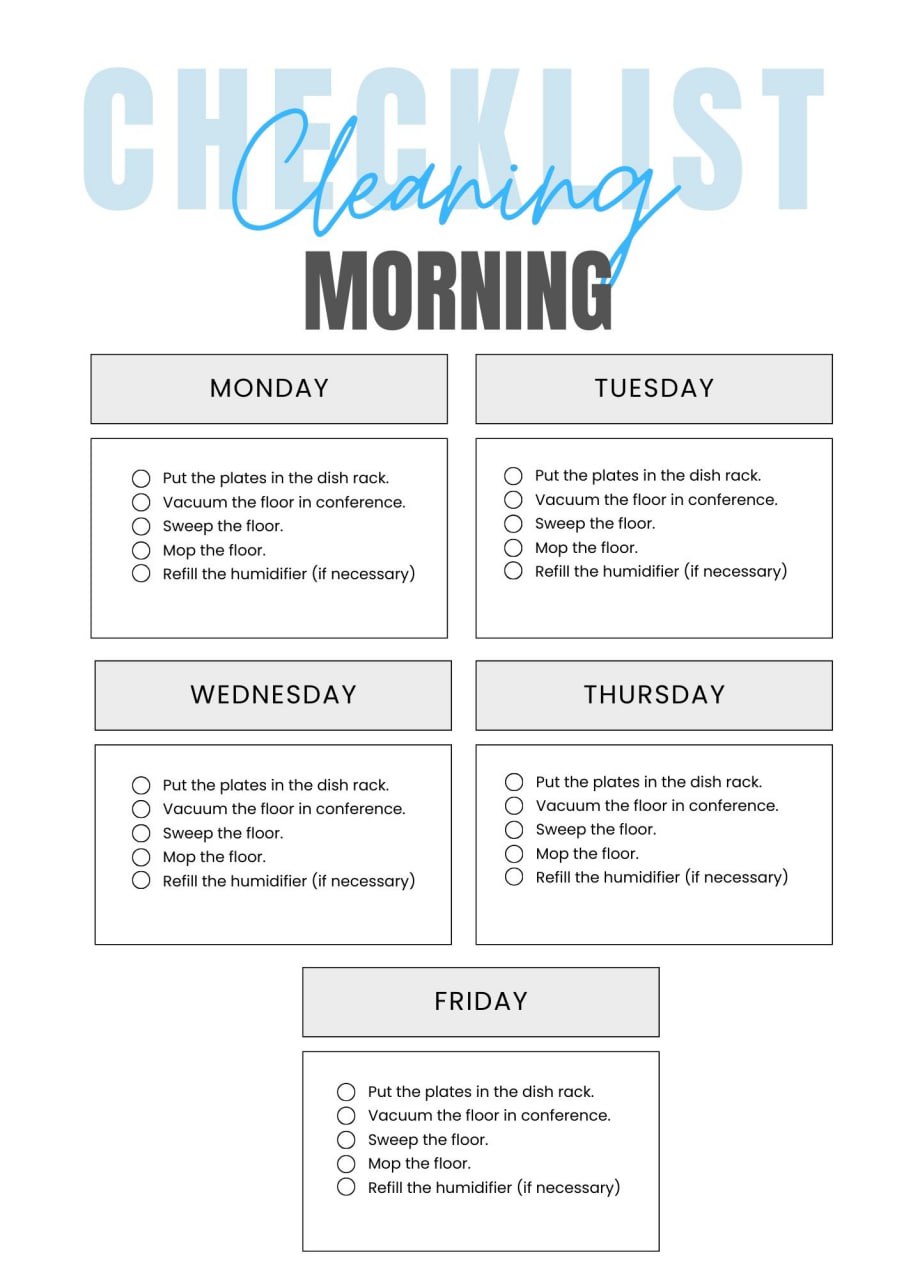 CHECKLIST
Cleaning
MORNING
MONDAY
Put the plates in the dish rack.
Vacuum the floor in conference.
Sweep the floor.
Mop the floor.
Refill the humidifier (if necessary)
TUESDAY
Put the plates in the dish rack.
Vacuum the floor in conference.
Sweep the floor.
Mop the floor.
Refill the humidifier (if necessary)
WEDNESDAY
Put the plates in the dish rack.
Vacuum the floor in conference.
Sweep the floor.
Mop the floor.
Refill the humidifier (if necessary)
THURSDAY
Put the plates in the dish rack.
Vacuum the floor in conference.
Sweep the floor.
Mop the floor.
Refill the humidifier (if necessary)
FRIDAY
Put the plates in the dish rack.
Vacuum the floor in conference.
Sweep the floor.
Mop the floor.
Refill the humidifier (if necessary)